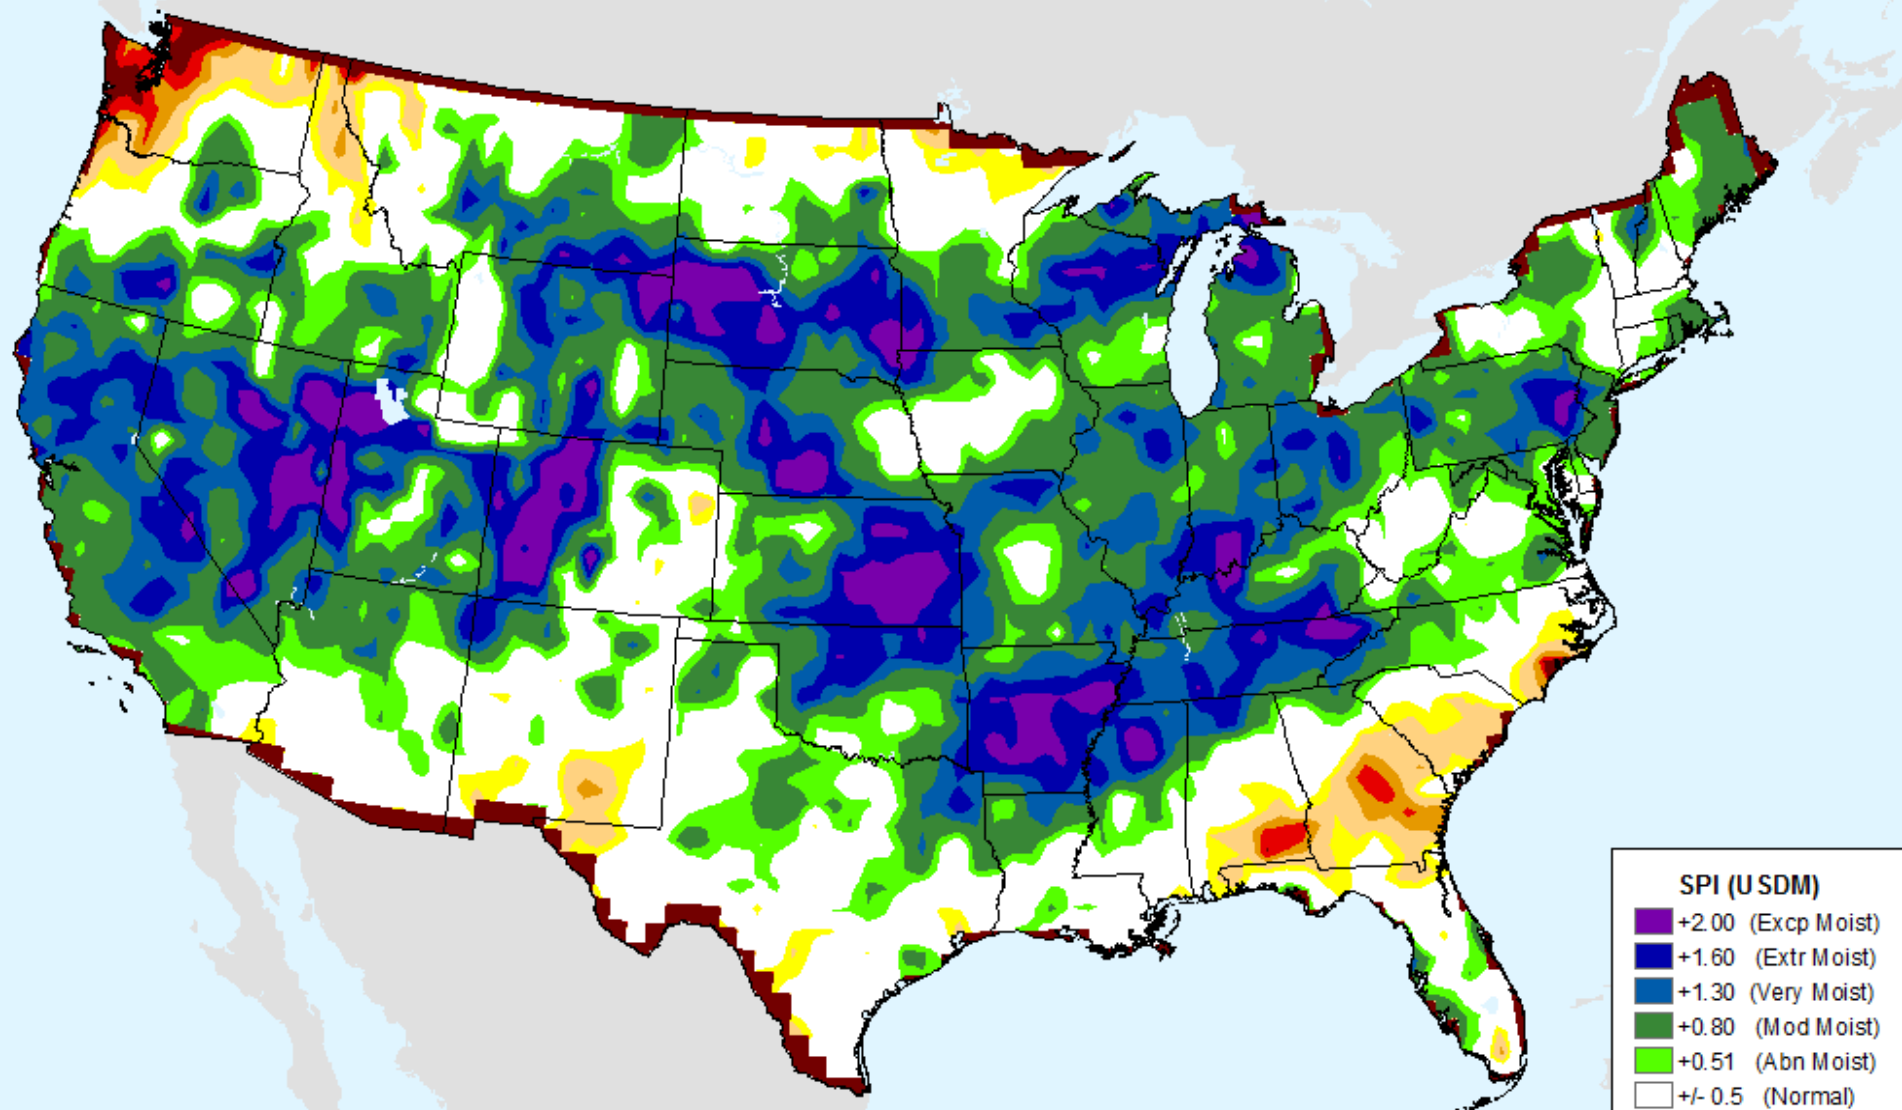 SPI (USDM)
+2.00 (Excp Moist)
+1.60 (Extr Moist)
+1.30 (Very Moist)
+0.80 (Mod Moist)
+0.51 (Abn Moist)
+/- 0.5 (Normal)